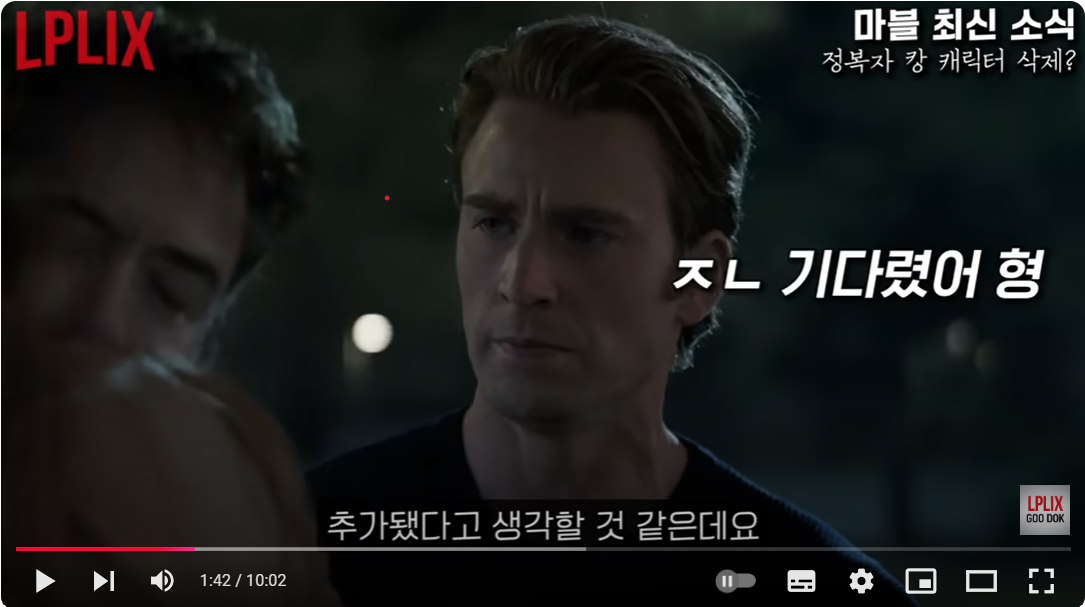 LPLIX
마블 최신 소식
정복자 캉 캐릭터 삭제?
ㅈㄴ 기다렸어 형
LPLIX
GOD DOK
추가됐다고 생각할 것 같은데요
1:42 / 10:02